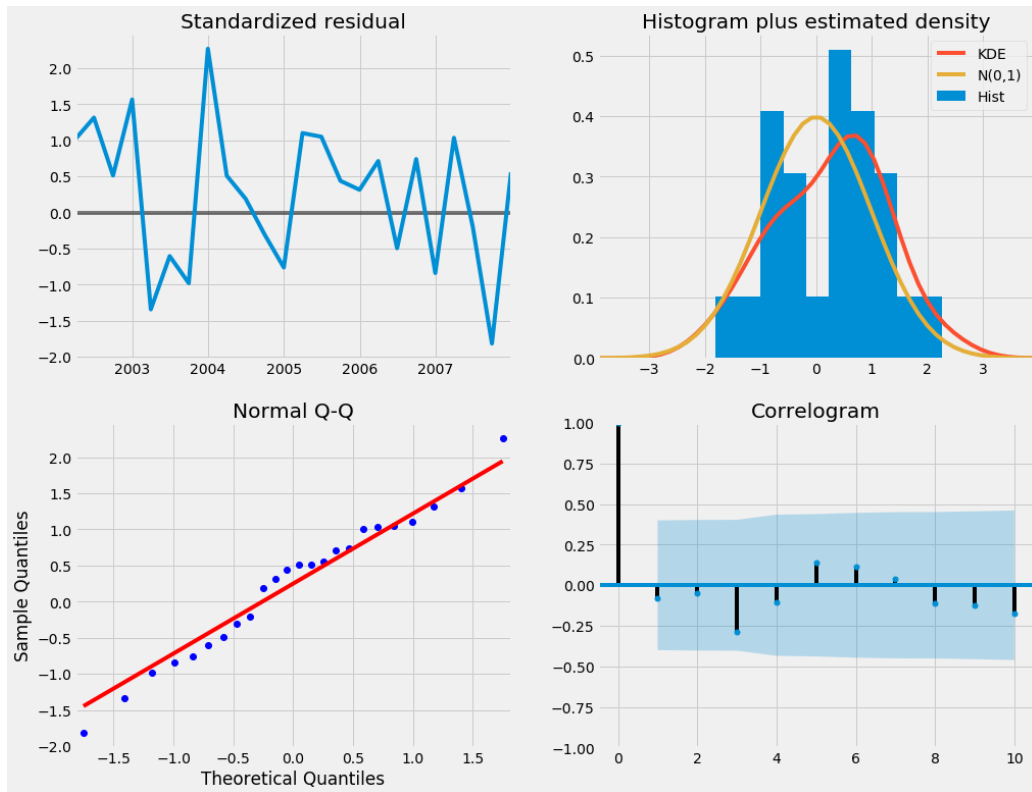 Standardized residual
2.0
1.5
1.0
0.5
0.0
−0.5
−1.0
−1.5
−2.0
2003 2004 2005 2006 2007
Histogram plus estimated density
KDE
N(0,1)
Hist
0.5
0.4
0.3
0.2
0.1
0.0
−3 −2 −1 0 1 2 3
Normal Q-Q
Sample Quantiles
2.0
1.5
1.0
0.5
0.0
−0.5
−1.0
−1.5
−2.0
−1.5 −1.0 −0.5 0.0 0.5 1.0 1.5
Theoretical Quantiles
Correlogram
1.00
0.75
0.50
0.25
0.00
−0.25
−0.50
−0.75
−1.00
0 2 4 6 8 10